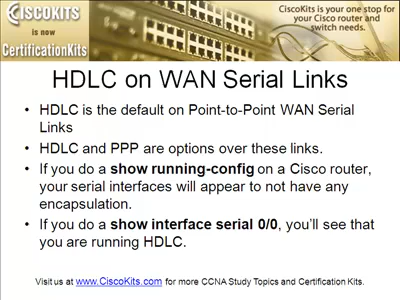 CISCOKITS
is now
CertificationKits
CiscoKits is your one stop for
your Cisco router and
switch needs.
HDLC on WAN Serial Links
• HDLC is the default on Point-to-Point WAN Serial
Links
• HDLC and PPP are options over these links.
• If you do a show running-config on a Cisco router,
your serial interfaces will appear to not have any
encapsulation.
• If you do a show interface serial 0/0, you'll see that
you are running HDLC.
Visit us at www.CiscoKits.com for more CCNA Study Topics and Certification Kits.